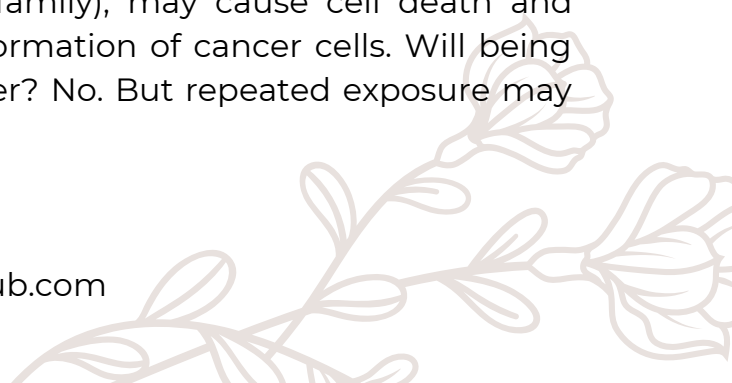 family), may cause cell death and
ormation of cancer cells. Will being
er? No. But repeated exposure may
ub.com